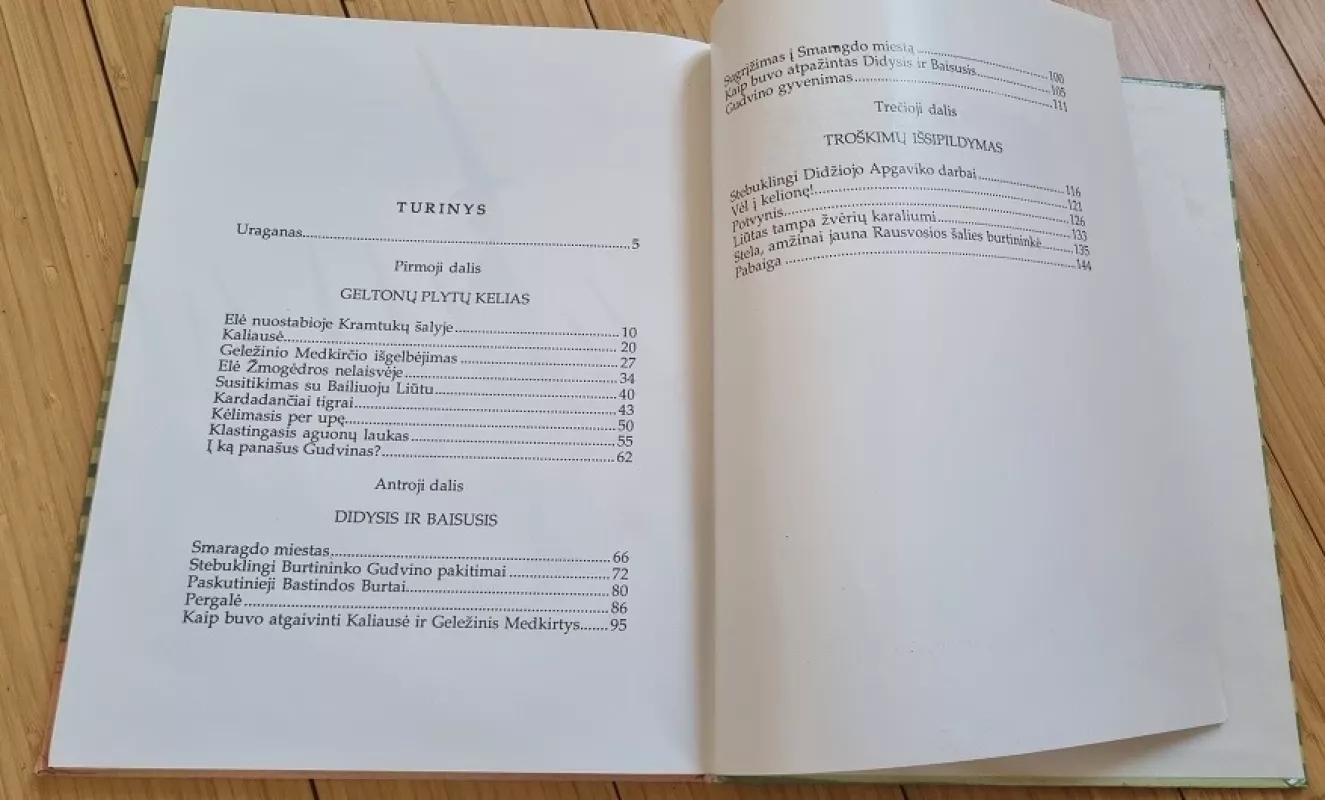 TURINYS
Uraganas..........5
Pirmoji dalis
GELTONŲ PLYTŲ KELIAS
Elė nuostabioje Kramtukų šalyje..........10
Kaliausė..........20
Geležinio Medkirčio išgelbėjimas..........27
Elė Žmogėdros nelaisvėje..........34
Susitikimas su Bailiuoju Liūtu..........40
Kardadančiai tigrai..........43
Kėlimasis per upę..........50
Klastingasis aguonų laukas..........55
Į ką panašus Gudvinas?..........62
Antroji dalis
DIDYSIS IR BAISUSIS
Smaragdo miestas..........66
Stebuklingi Burtininko Gudvino pakitimai..........72
Paskutinieji Bastindos Burtai..........80
Pergalė..........86
Kaip buvo atgaivinti Kaliausė ir Geležinis Medkirtys.......95
Sugrįžimas į Smaragdo miestą..........100
Kaip buvo atpažintas Didysis ir Baisusis..........105
Gudvino gyvenimas..........111
Trečioji dalis
TROŠKIMŲ IŠSIPILDYMAS
Stebuklingi Didžiojo Apgaviko darbai..........116
Vėl į kelionę!..........121
Potvynis..........126
Liūtas tampa žvėrių karaliumi..........133
Stela, amžinai jauna Rausvosios šalies burtininkė..........135
Pabaiga..........144